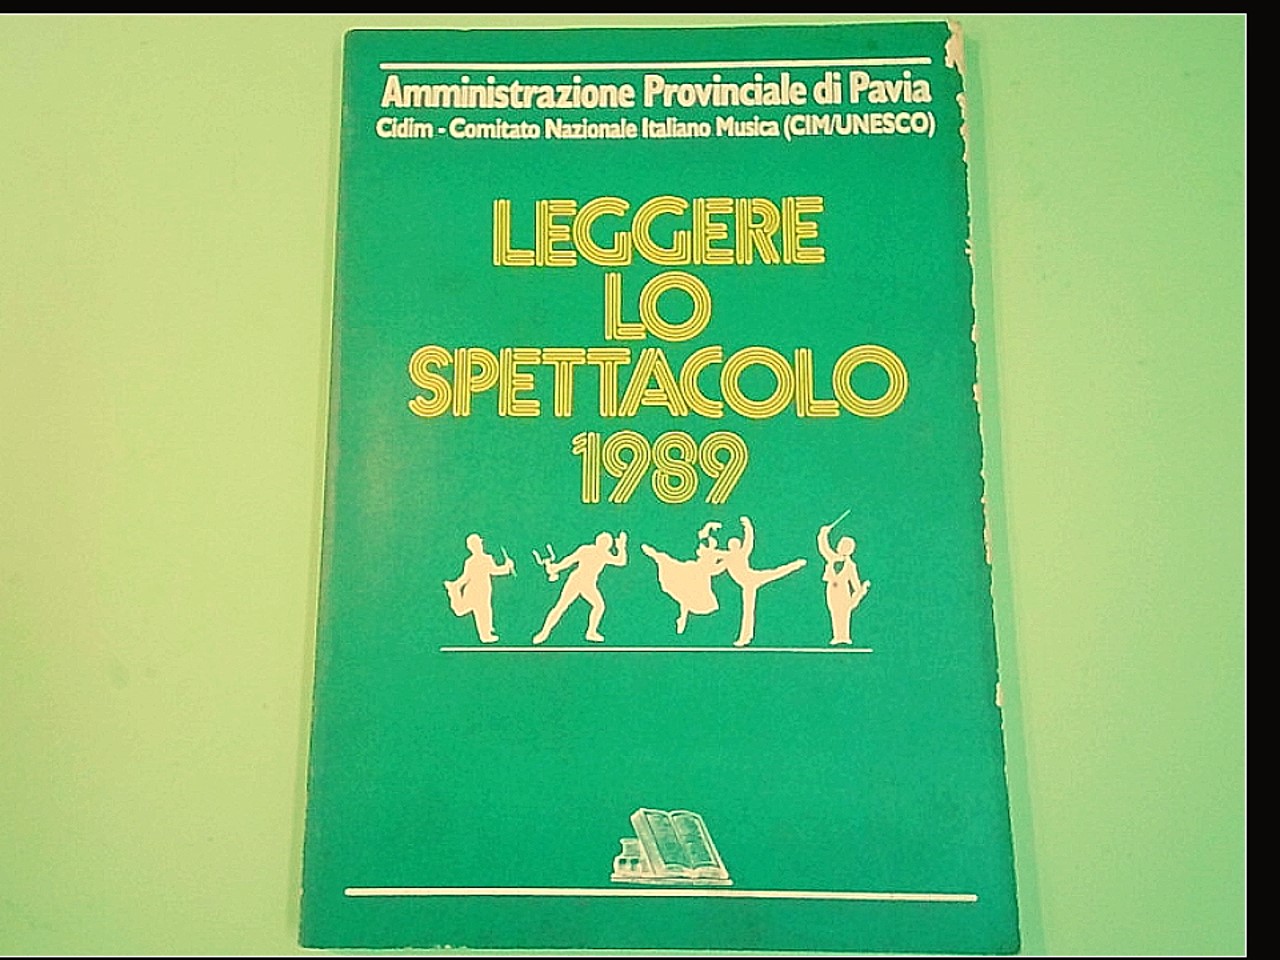 Amministrazione Provinciale di Pavia
Cidim - Comitato Nazionale Italiano Musica (CIM/UNESCO)
LEGGERE
LO
SPETTACOLO
1989